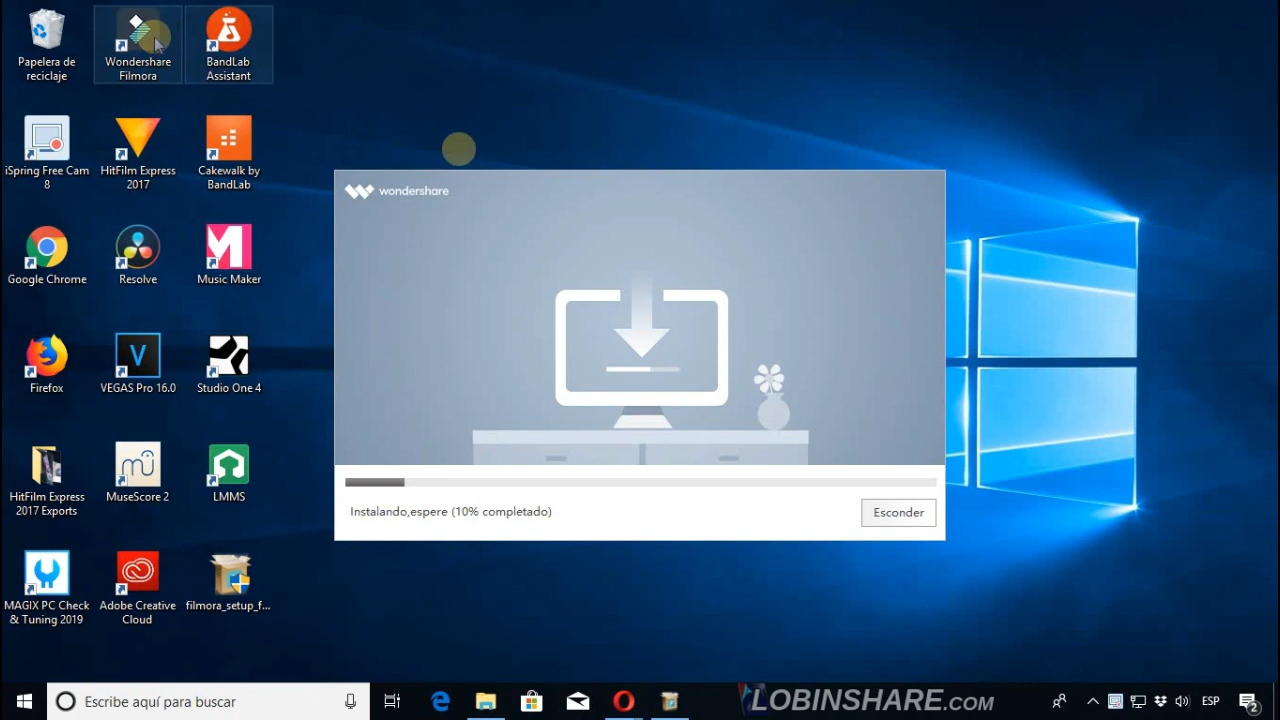 Papelera de
reciclaje
Wondershare
Filmora
BandLab
Assistant
iSpring Free Cam
8
HitFilm Express
2017
Cakewalk by
BandLab
Google Chrome
Resolve
Music Maker
Firefox
V
VEGAS Pro 16.0
Studio One 4
HitFilm Express
2017 Exports
MuseScore 2
LMMS
MAGIX PC Check
& Tuning 2019
Adobe Creative
Cloud
filmora_setup_f...
wondershare
Instalando,espere (10% completado)
Esconder
Escribe aquí para buscar
LOBINSHARE.COM
ESP
2